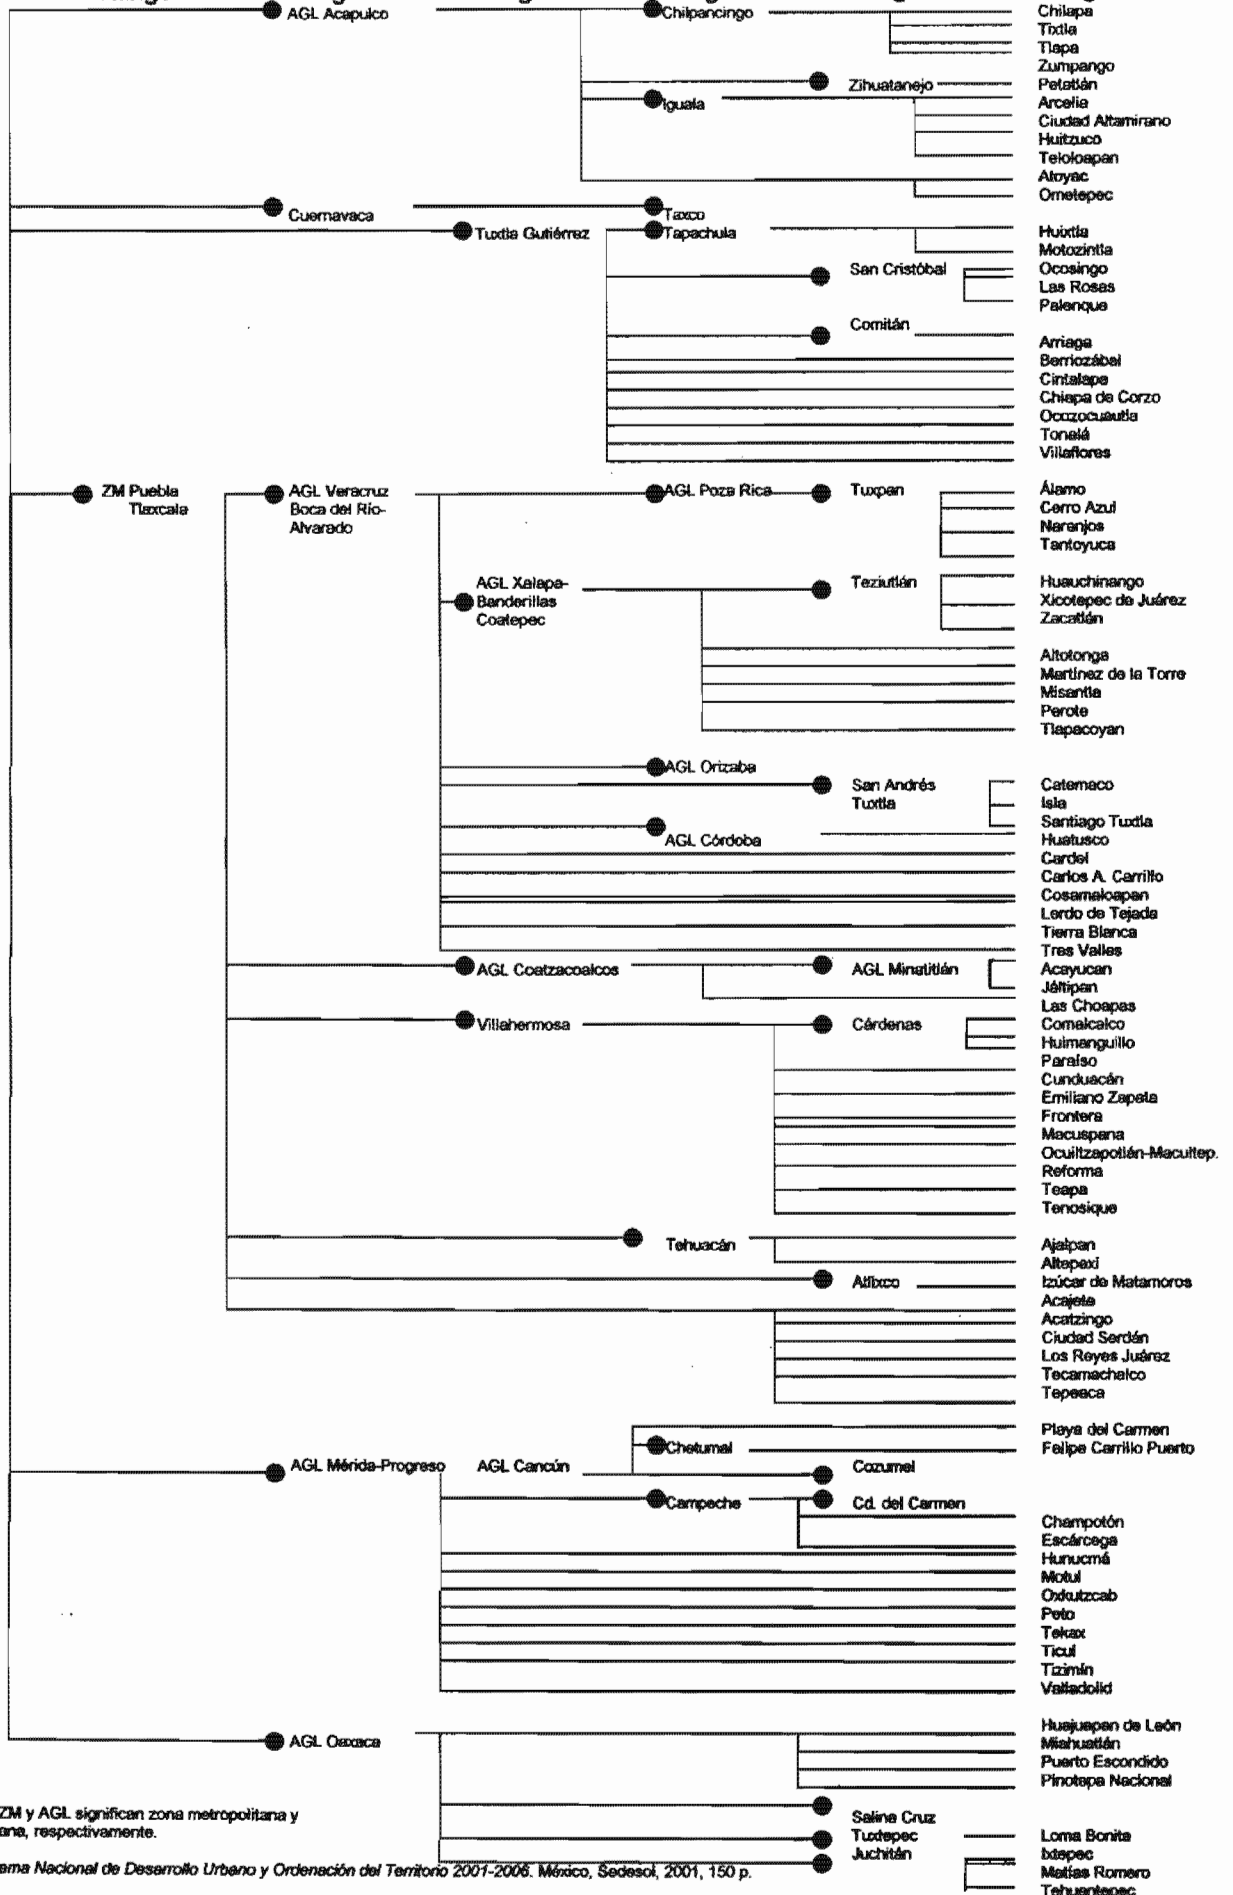 AGL Acapulco
Chilpancingo
Chilapa
Tixtla
Tlapa
Zumpango
Zihuatanejo
Petatlán
Iguala
Arcelia
Ciudad Altamirano
Huitzuco
Teloloapan
Atoyac
Ometepec
Cuernavaca
Taxco
Tuxtla Gutiérrez
Tapachula
Huixtla
Motozintla
San Cristóbal
Ocosingo
Las Rosas
Palenque
Comitán
Arriaga
Berriozábal
Cintalapa
Chiapa de Corzo
Ocozocuautla
Tonalá
Villaflores
ZM Puebla
Tlaxcala
AGL Veracruz
Boca del Río-
Alvarado
AGL Poza Rica
Tuxpan
Álamo
Cerro Azul
Naranjos
Tantoyuca
AGL Xalapa-
Banderillas
Coatepec
Teziutlán
Huauchinango
Xicotepec de Juárez
Zacatlán
Altotonga
Martínez de la Torre
Misantla
Perote
Tlapacoyan
AGL Orizaba
San Andrés
Tuxtla
Catemaco
Isla
Santiago Tuxtla
AGL Córdoba
Huatusco
Cardel
Carlos A. Carrillo
Cosamaloapan
Lerdo de Tejada
Tierra Blanca
Tres Valles
AGL Coatzacoalcos
AGL Minatitlán
Acayucan
Jáltipan
Las Choapas
Villahermosa
Cárdenas
Comalcalco
Huimanguillo
Paraíso
Cunduacán
Emiliano Zapata
Frontera
Macuspana
Ocuiltzapotlán-Macultep.
Reforma
Teapa
Tenosique
Tehuacán
Ajalpan
Altepexi
Atlixco
Izúcar de Matamoros
Acajete
Acatzingo
Ciudad Serdán
Los Reyes Juárez
Tecamachalco
Tepeaca
Playa del Carmen
Chetumal
Felipe Carrillo Puerto
AGL Mérida-Progreso
AGL Cancún
Cozumel
Campeche
Cd. del Carmen
Champotón
Escárcega
Hunucmá
Motul
Oxkutzcab
Peto
Tekax
Ticul
Tizimín
Valladolid
AGL Oaxaca
Huajuapan de León
Miahuatlán
Puerto Escondido
Pinotepa Nacional
Salina Cruz
Tuxtepec
Loma Bonita
Juchitán
Ixtepec
Matías Romero
Tehuantepec
ZM y AGL significan zona metropolitana y
ana, respectivamente.
ama Nacional de Desarrollo Urbano y Ordenación del Territorio 2001-2006. México, Sedesol, 2001, 150 p.